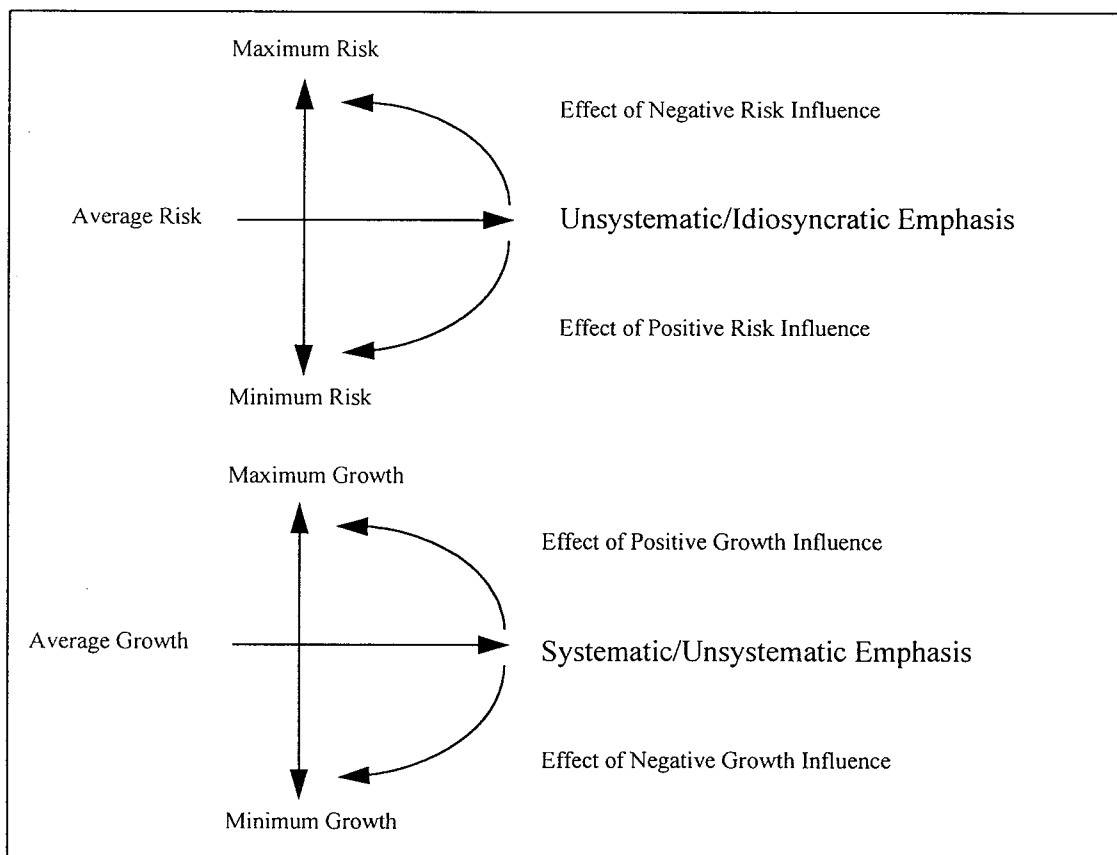 Maximum Risk
Effect of Negative Risk Influence
Average Risk
Unsystematic/Idiosyncratic Emphasis
Effect of Positive Risk Influence
Minimum Risk
Maximum Growth
Effect of Positive Growth Influence
Average Growth
Systematic/Unsystematic Emphasis
Effect of Negative Growth Influence
Minimum Growth